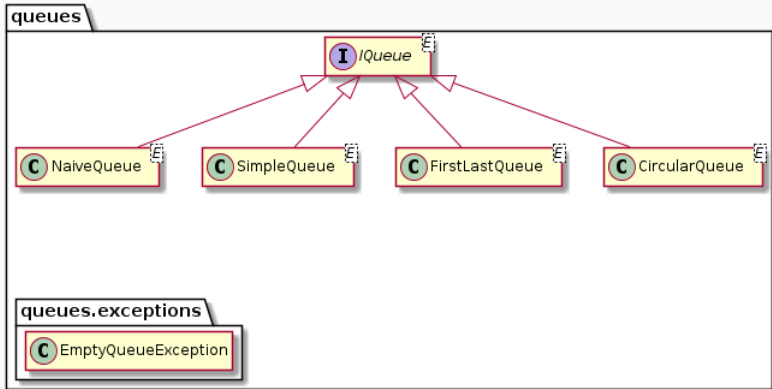 queues
I IQueue E
C NaiveQueue E
C SimpleQueue E
C FirstLastQueue E
C CircularQueue E
queues.exceptions
C EmptyQueueException